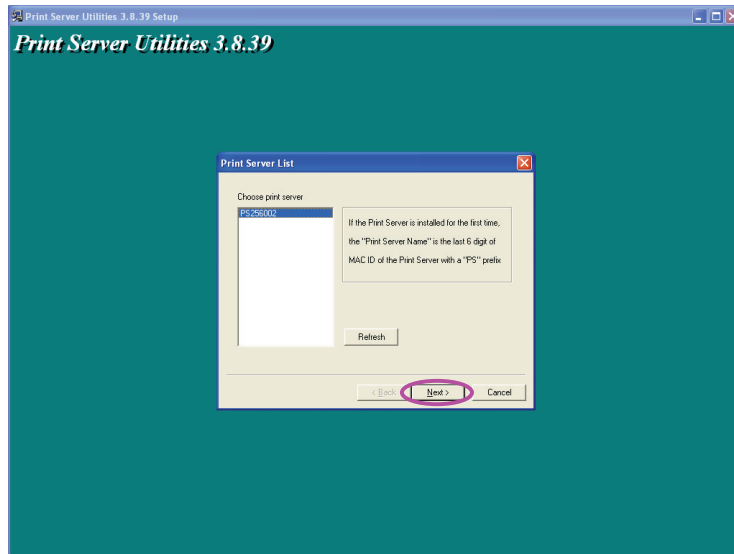 Print Server Utilities 3.8.39 Setup
Print Server Utilities 3.8.39
Print Server List
Choose print server
PS256002
If the Print Server is installed for the first time,
the "Print Server Name" is the last 6 digit of
MAC ID of the Print Server with a "PS" prefix
Refresh
< Back
Next >
Cancel